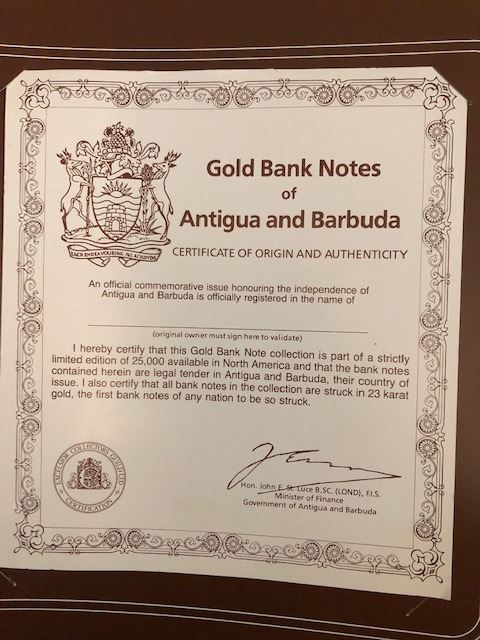 Gold Bank Notes
of
Antigua and Barbuda
CERTIFICATE OF ORIGIN AND AUTHENTICITY
EACH ENDEAVOURING ALL ACHIEVING
An official commemorative issue honouring the independence of
Antigua and Barbuda is officially registered in the name of
(original owner must sign here to validate)
I hereby certify that this Gold Bank Note collection is part of a strictly
limited edition of 25,000 available in North America and that the bank notes
contained herein are legal tender in Antigua and Barbuda, their country of
issue. I also certify that all bank notes in the collection are struck in 23 karat
gold, the first bank notes of any nation to be so struck.
EXCELSIOR COLLECTORS GUILD LTD
CERTIFICATION
Hon. John E. St. Luce B.SC. (LOND), F.I.S.
Minister of Finance
Government of Antigua and Barbuda